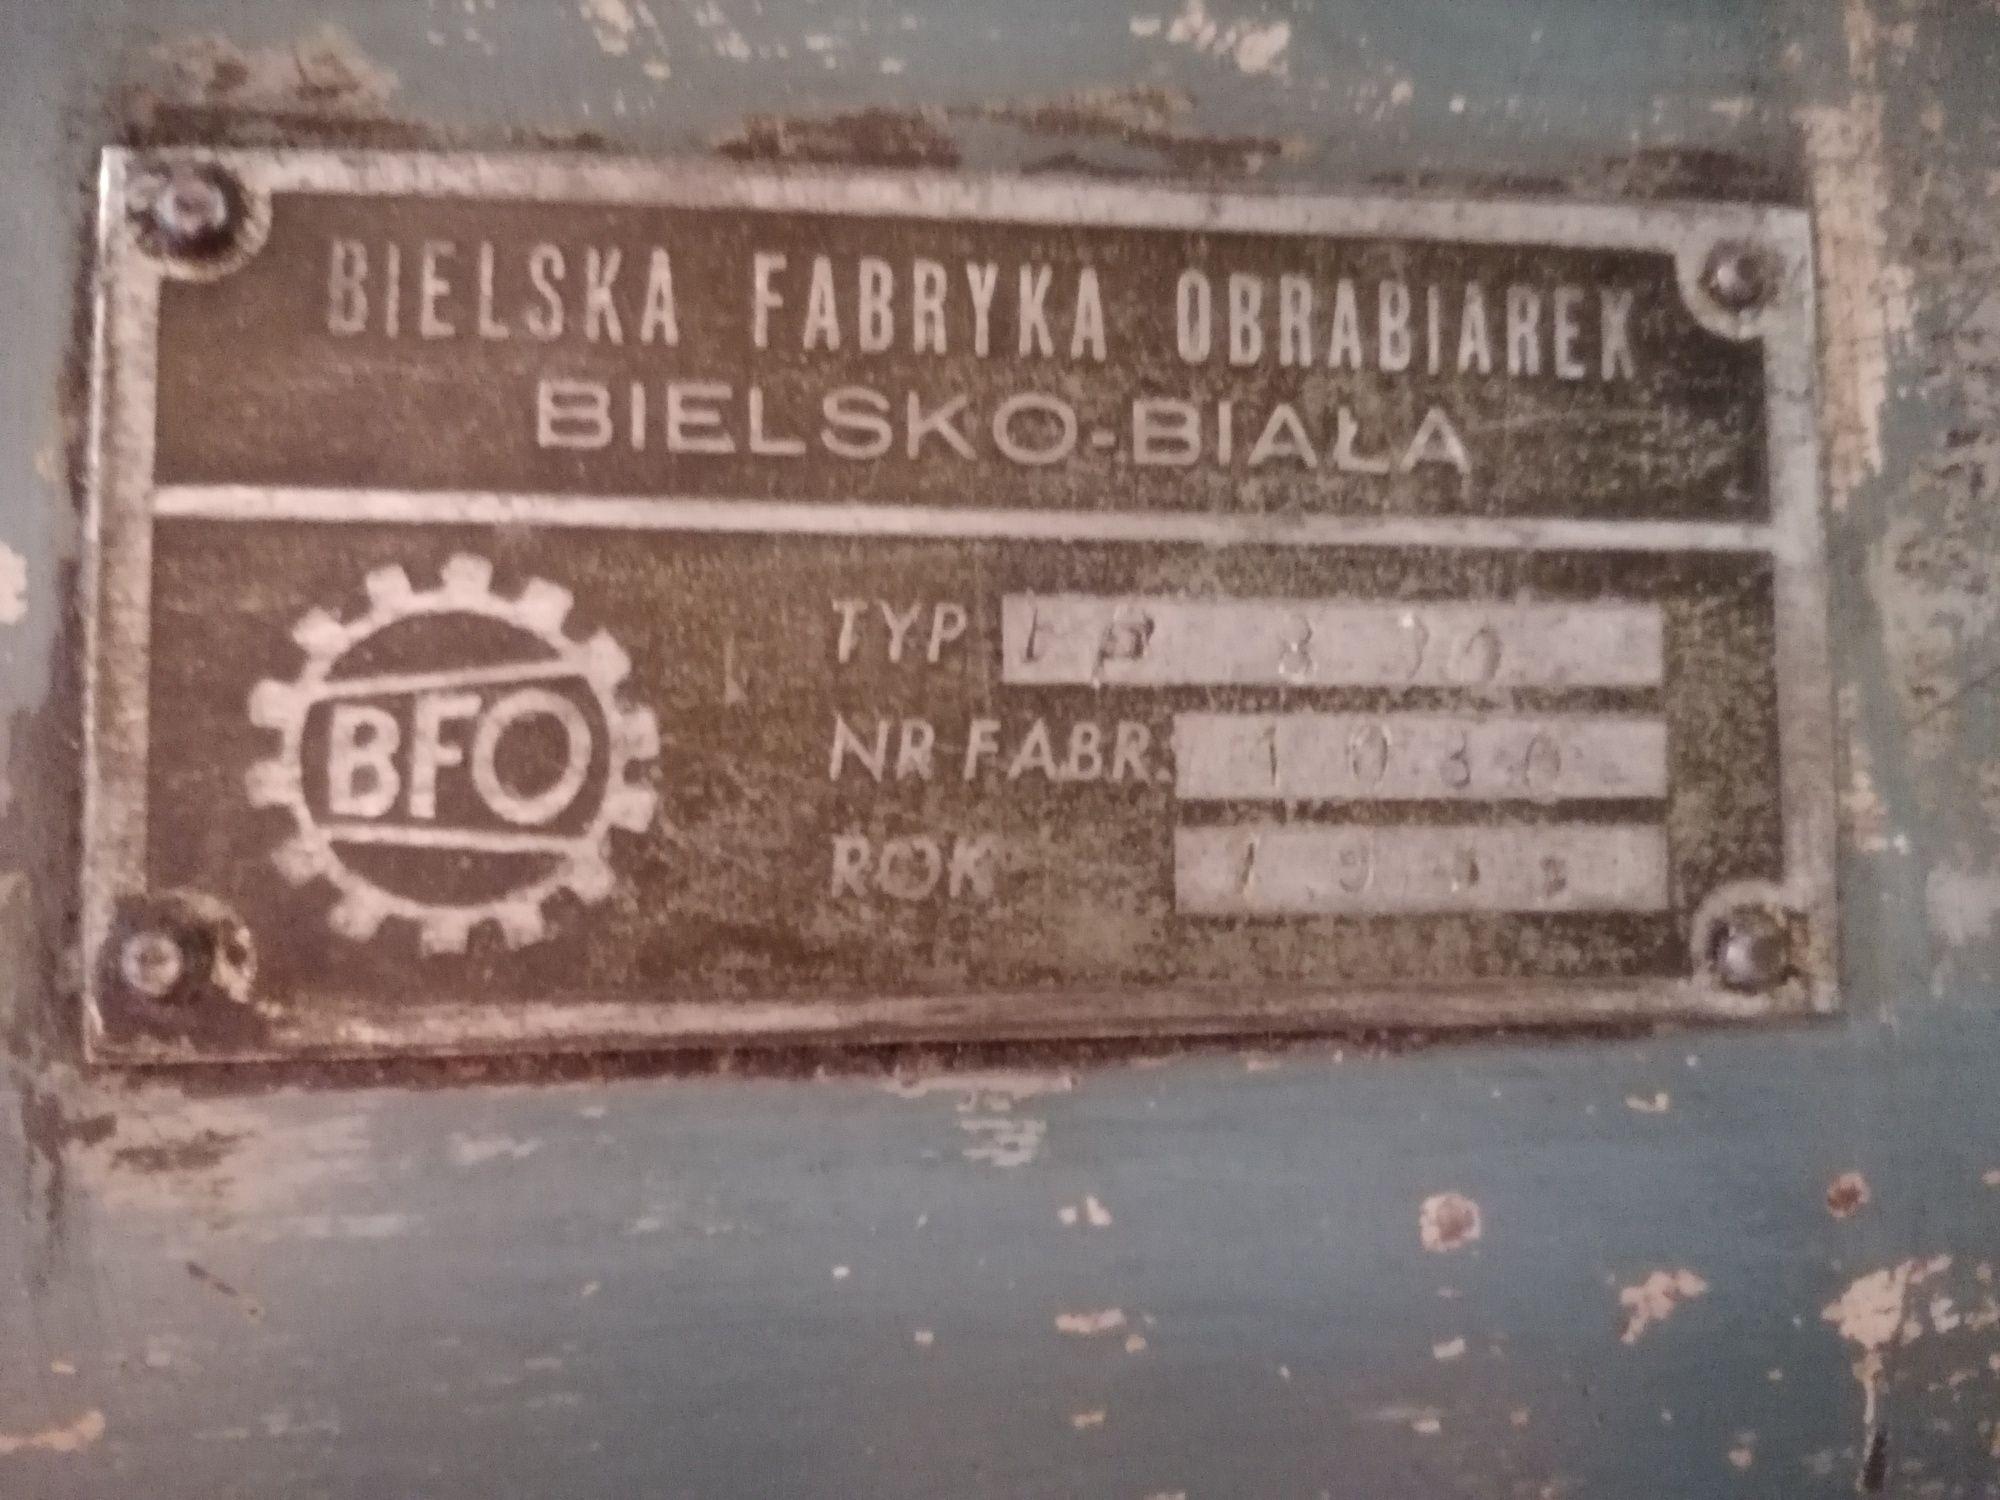 BIELSKA FABRYKA OBRABIAREK
BIELSKO-BIAŁA
BFO
TYP
NR FABR.
ROK